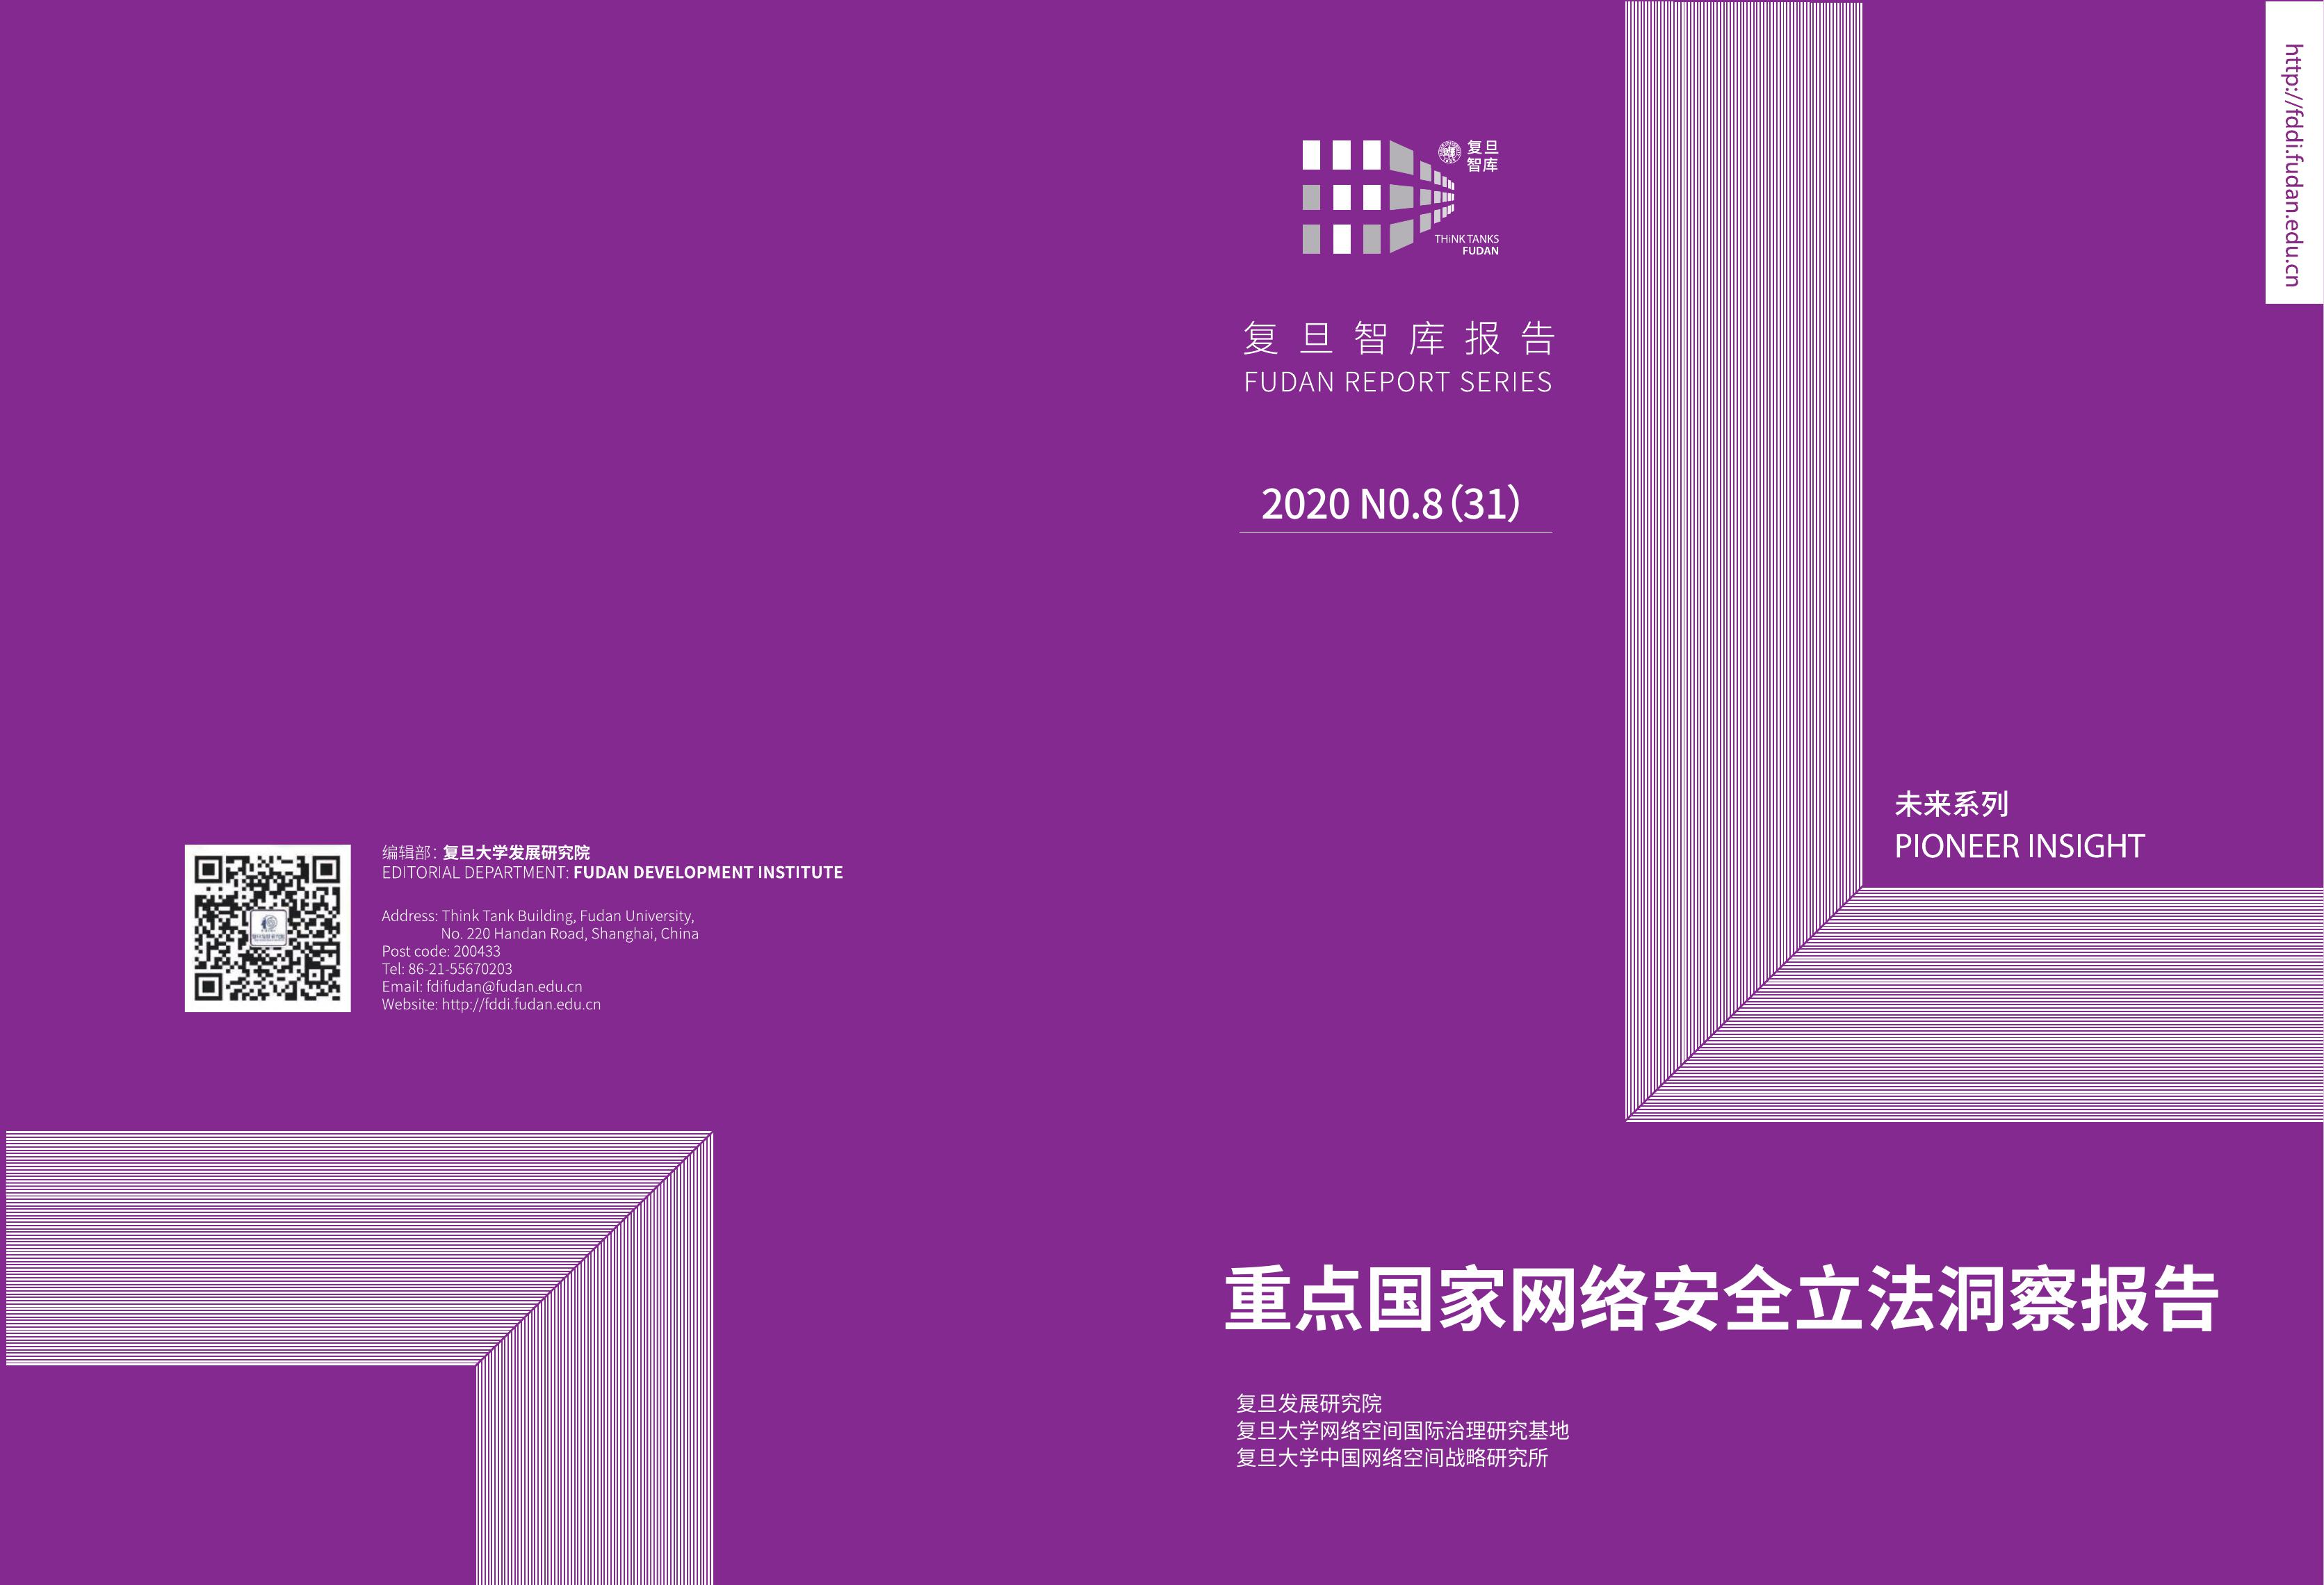 http://fddi.fudan.edu.cn
复旦
智库
THiNK TANKS
FUDAN
复旦智库报告
FUDAN REPORT SERIES
2020 N0.8(31)
未来系列
PIONEER INSIGHT
编辑部：复旦大学发展研究院
EDITORIAL DEPARTMENT: FUDAN DEVELOPMENT INSTITUTE
Address: Think Tank Building, Fudan University,
No. 220 Handan Road, Shanghai, China
Post code: 200433
Tel: 86-21-55670203
Email: fdifudan@fudan.edu.cn
Website: http://fddi.fudan.edu.cn
重点国家网络安全立法洞察报告
复旦发展研究院
复旦大学网络空间国际治理研究基地
复旦大学中国网络空间战略研究所